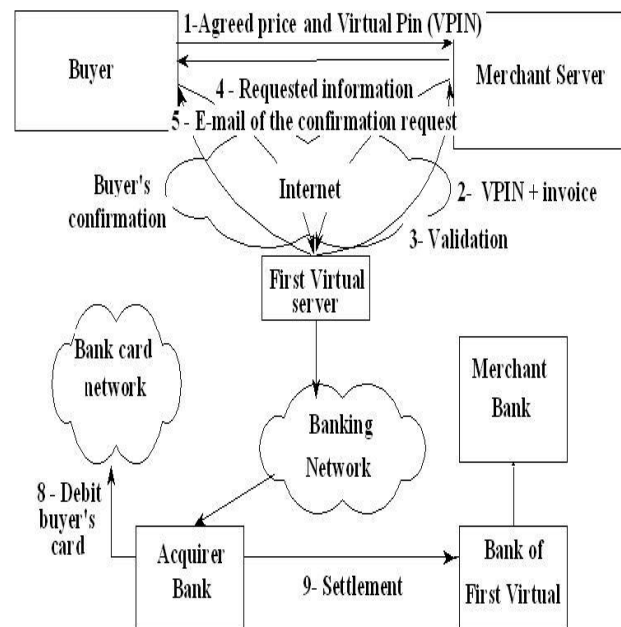 1-Agreed price and Virtual Pin (VPIN)
Buyer
Merchant Server
4 - Requested information
5 - E-mail of the confirmation request
Buyer's
confirmation
Internet
2- VPIN + invoice
3- Validation
First Virtual
server
Bank card
network
Merchant
Bank
Banking
Network
8 - Debit
buyer's
card
Acquirer
Bank
9- Settlement
Bank of
First Virtual